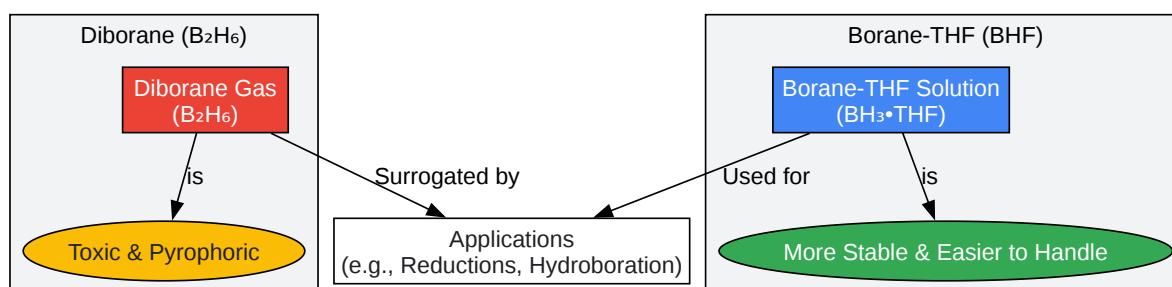 Diborane (B₂H₆)
Borane-THF (BHF)
Diborane Gas
(B₂H₆)
Borane-THF Solution
(BH₃•THF)
is
Surrogated by
Used for
is
Toxic & Pyrophoric
Applications
(e.g., Reductions, Hydroboration)
More Stable & Easier to Handle